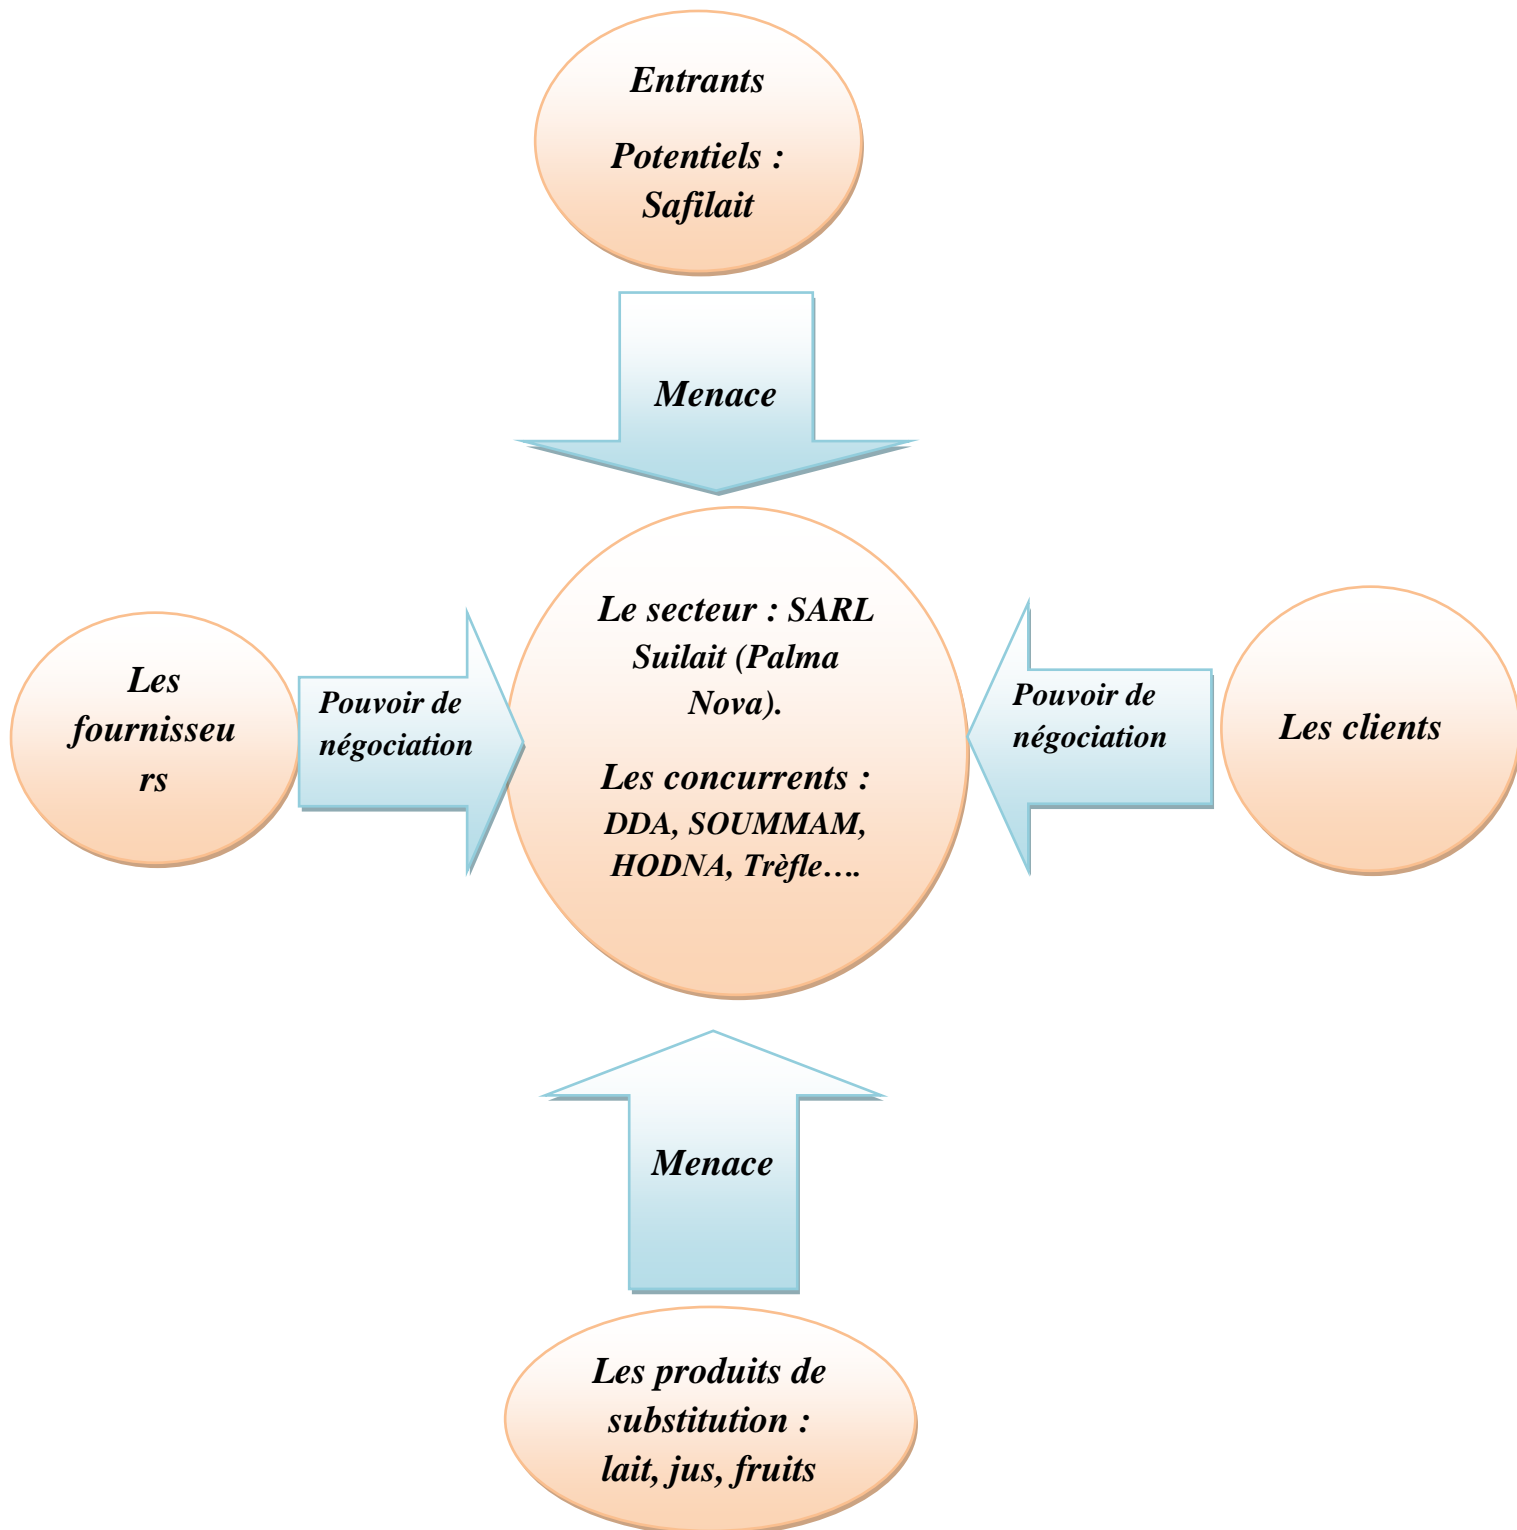 Entrants
Potentiels :
Safilait
Menace
Les
fournisseu
rs
Pouvoir de
négociation
Le secteur : SARL
Suilait (Palma
Nova).
Les concurrents :
DDA, SOUMMAM,
HODNA, Trèfle….
Pouvoir de
négociation
Les clients
Menace
Les produits de
substitution :
lait, jus, fruits